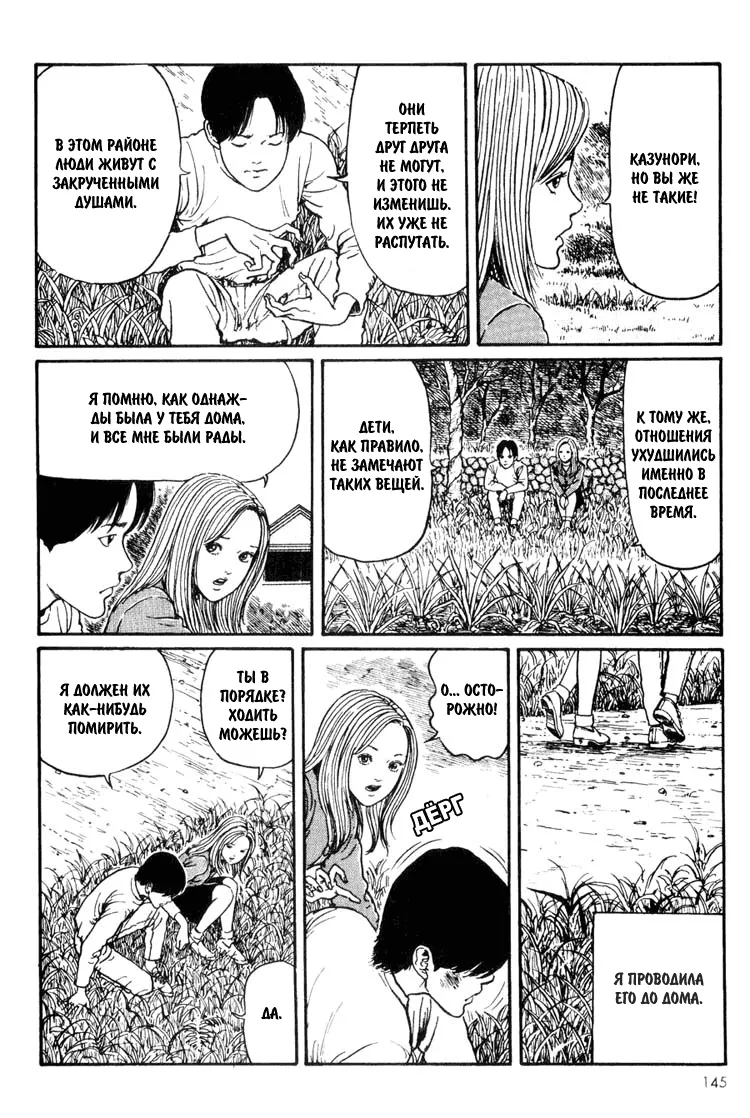 В ЭТОМ РАЙОНЕ
ЛЮДИ ЖИВУТ С
ЗАКРУЧЕННЫМИ
ДУШАМИ.
ОНИ
ТЕРПЕТЬ
ДРУГ ДРУГА
НЕ МОГУТ,
И ЭТОГО НЕ
ИЗМЕНИШЬ.
ИХ УЖЕ НЕ
РАСПУТАТЬ.
КАЗУНОРИ,
НО ВЫ ЖЕ
НЕ ТАКИЕ!
Я ПОМНЮ, КАК ОДНАЖ-
ДЫ БЫЛА У ТЕБЯ ДОМА,
И ВСЕ МНЕ БЫЛИ РАДЫ.
ДЕТИ,
КАК ПРАВИЛО,
НЕ ЗАМЕЧАЮТ
ТАКИХ ВЕЩЕЙ.
К ТОМУ ЖЕ,
ОТНОШЕНИЯ
УХУДШИЛИСЬ
ИМЕННО В
ПОСЛЕДНЕЕ
ВРЕМЯ.
Я ДОЛЖЕН ИХ
КАК-НИБУДЬ
ПОМИРИТЬ.
ТЫ В
ПОРЯДКЕ?
ХОДИТЬ
МОЖЕШЬ?
ДА.
О... ОСТО-
РОЖНО!
ДЁРГ
Я ПРОВОДИЛА
ЕГО ДО ДОМА.
145